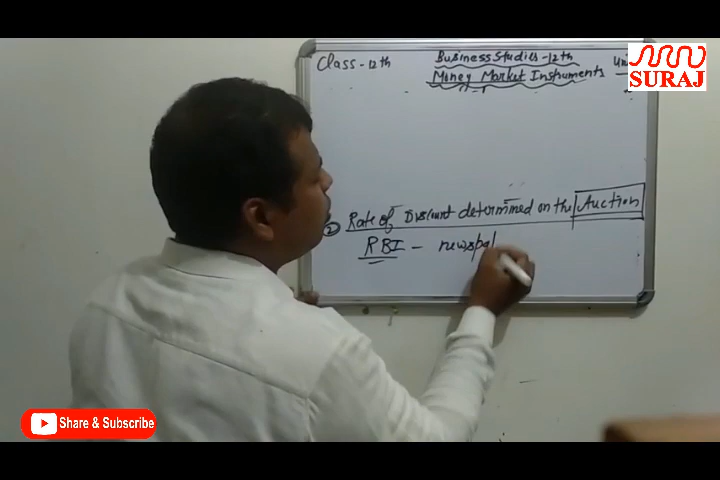 Class-12th
Business Studies-12th
Money Market Instruments
SURAJ
2 Rate of Discount determined on the Auction
RBI - newspa
Share & Subscribe